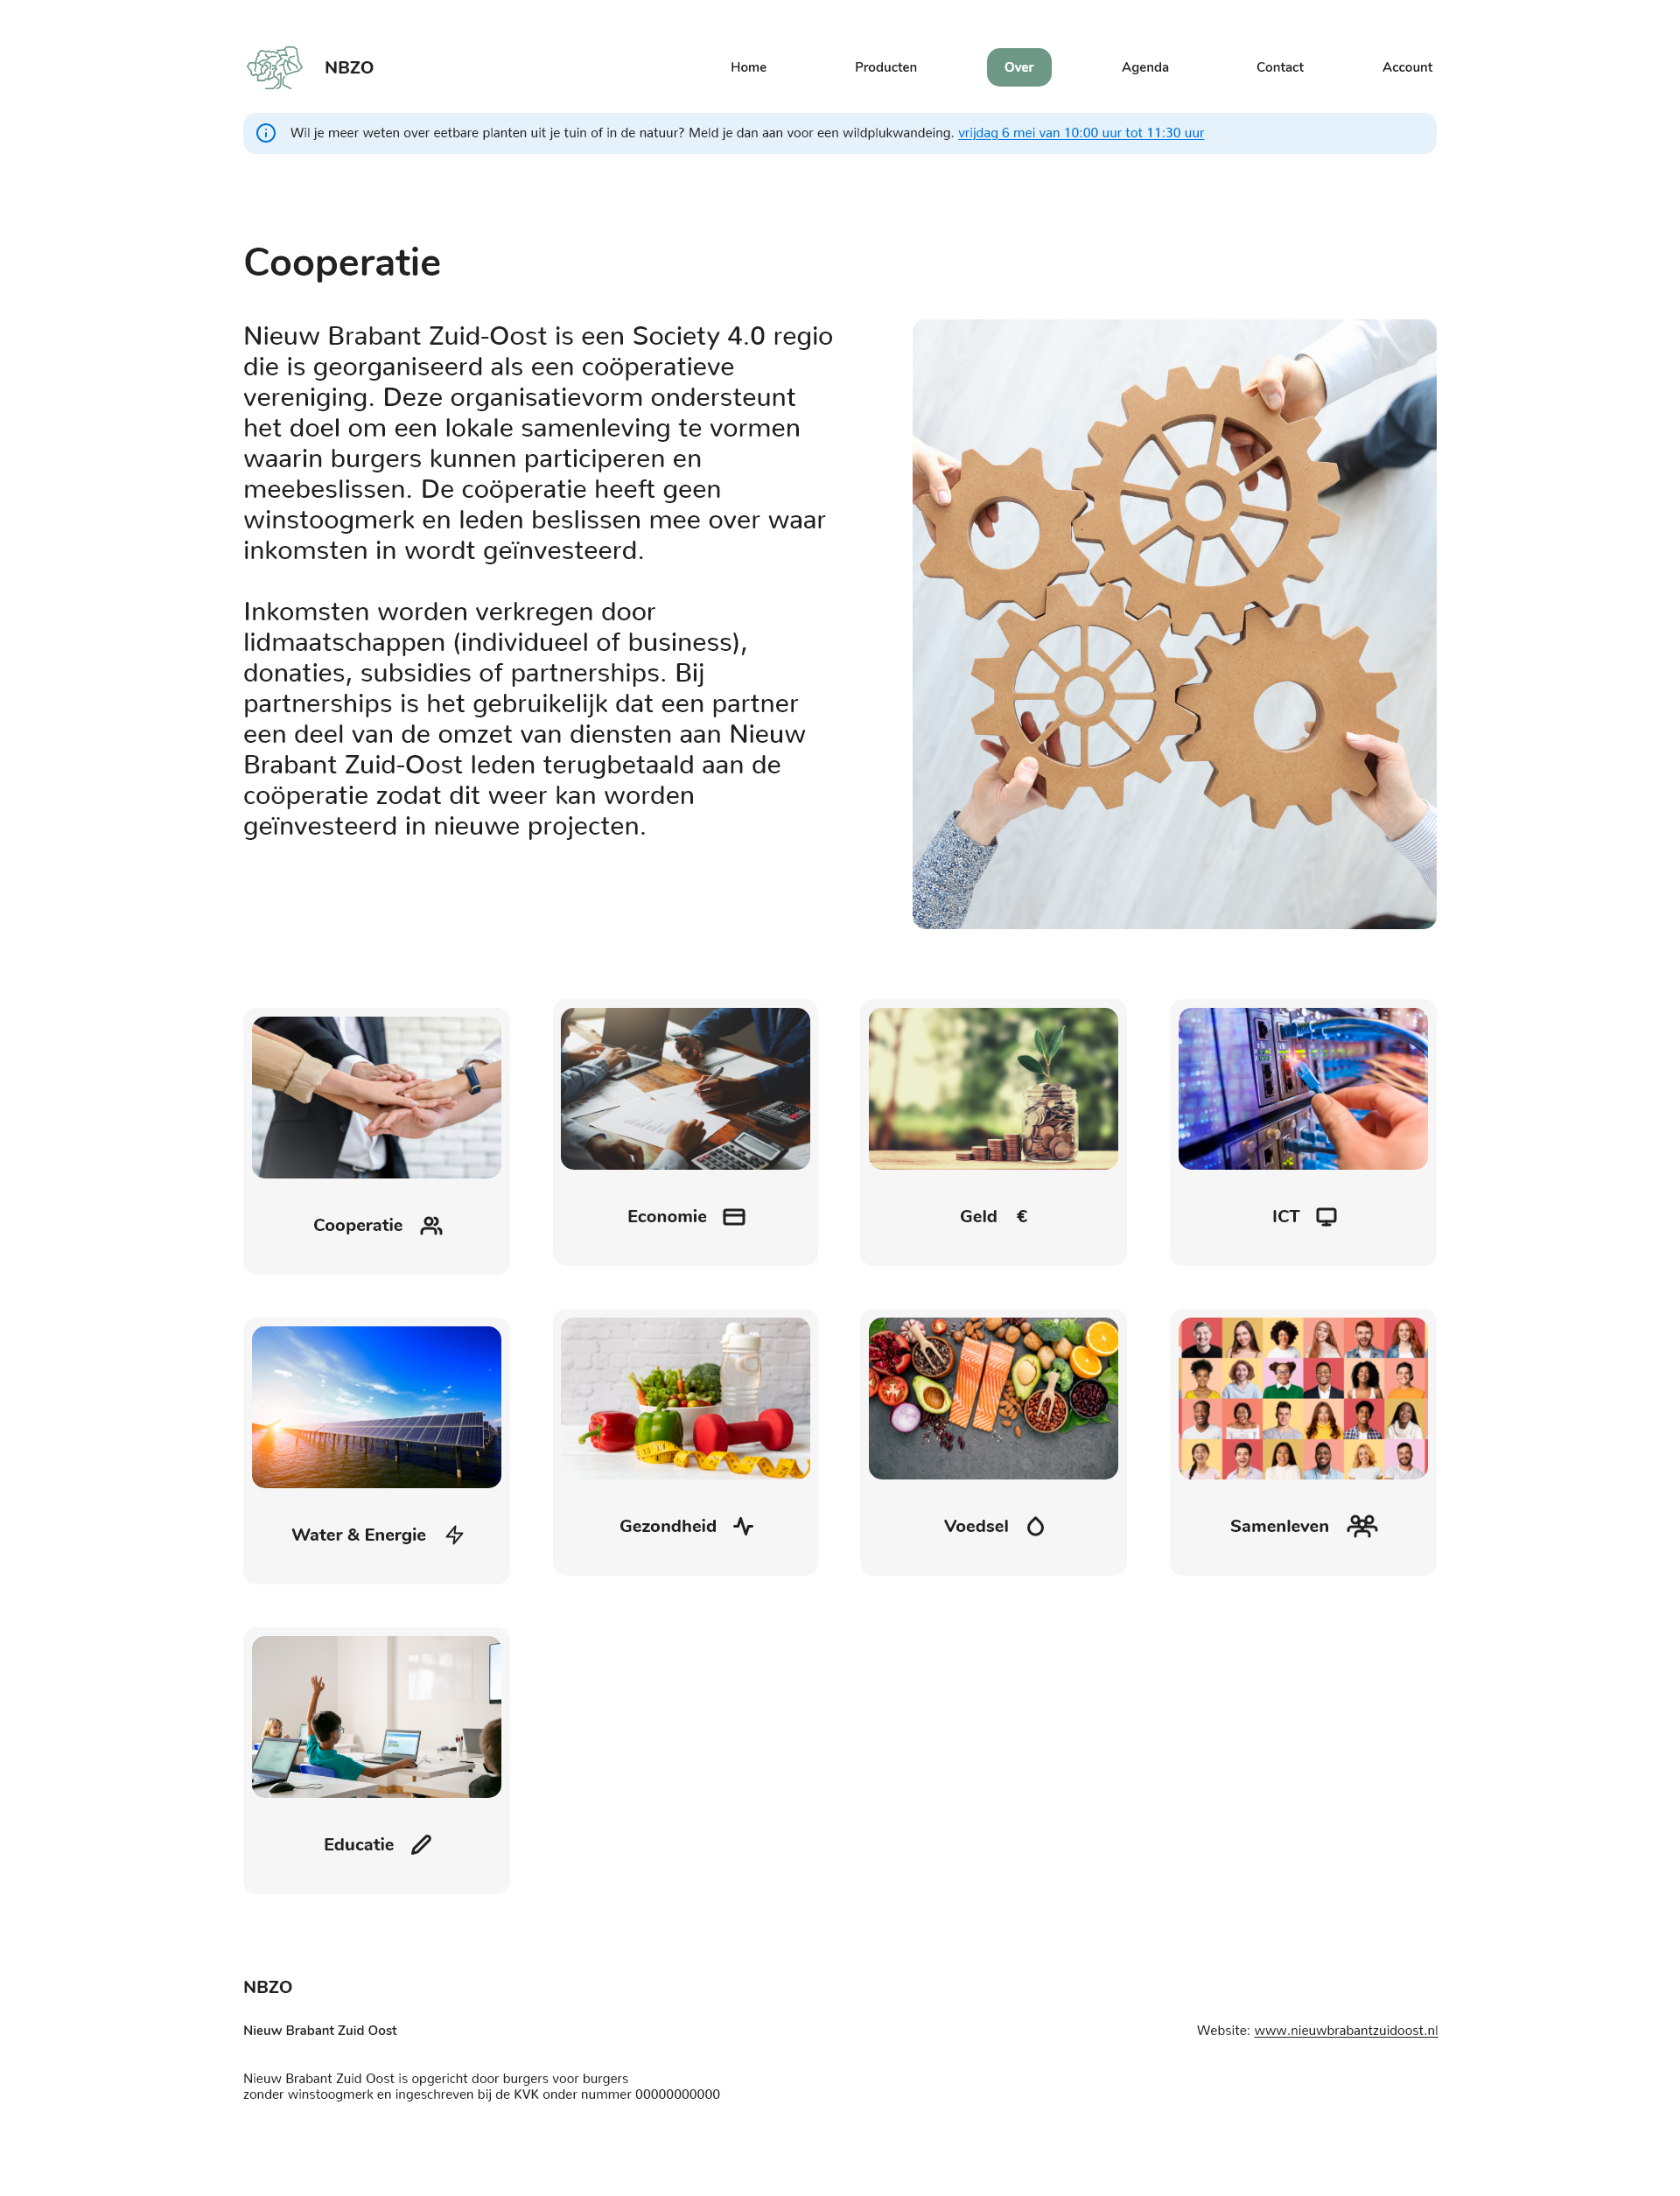 NBZO
Home
Producten
Over
Agenda
Contact
Account
Wil je meer weten over eetbare planten uit je tuin of in de natuur? Meld je dan aan voor een wildplukwandeing. vrijdag 6 mei van 10:00 uur tot 11:30 uur
Cooperatie
Nieuw Brabant Zuid-Oost is een Society 4.0 regio
die is georganiseerd als een coöperatieve
vereniging. Deze organisatievorm ondersteunt
het doel om een lokale samenleving te vormen
waarin burgers kunnen participeren en
meebeslissen. De coöperatie heeft geen
winstoogmerk en leden beslissen mee over waar
inkomsten in wordt geïnvesteerd.
Inkomsten worden verkregen door
lidmaatschappen (individueel of business),
donaties, subsidies of partnerships. Bij
partnerships is het gebruikelijk dat een partner
een deel van de omzet van diensten aan Nieuw
Brabant Zuid-Oost leden terugbetaald aan de
coöperatie zodat dit weer kan worden
geïnvesteerd in nieuwe projecten.
Cooperatie
Economie
Geld €
ICT
Water & Energie
Gezondheid
Voedsel
Samenleven
Educatie
NBZO
Nieuw Brabant Zuid Oost
Website: www.nieuwbrabantzuidoost.nl
Nieuw Brabant Zuid Oost is opgericht door burgers voor burgers
zonder winstoogmerk en ingeschreven bij de KVK onder nummer 00000000000